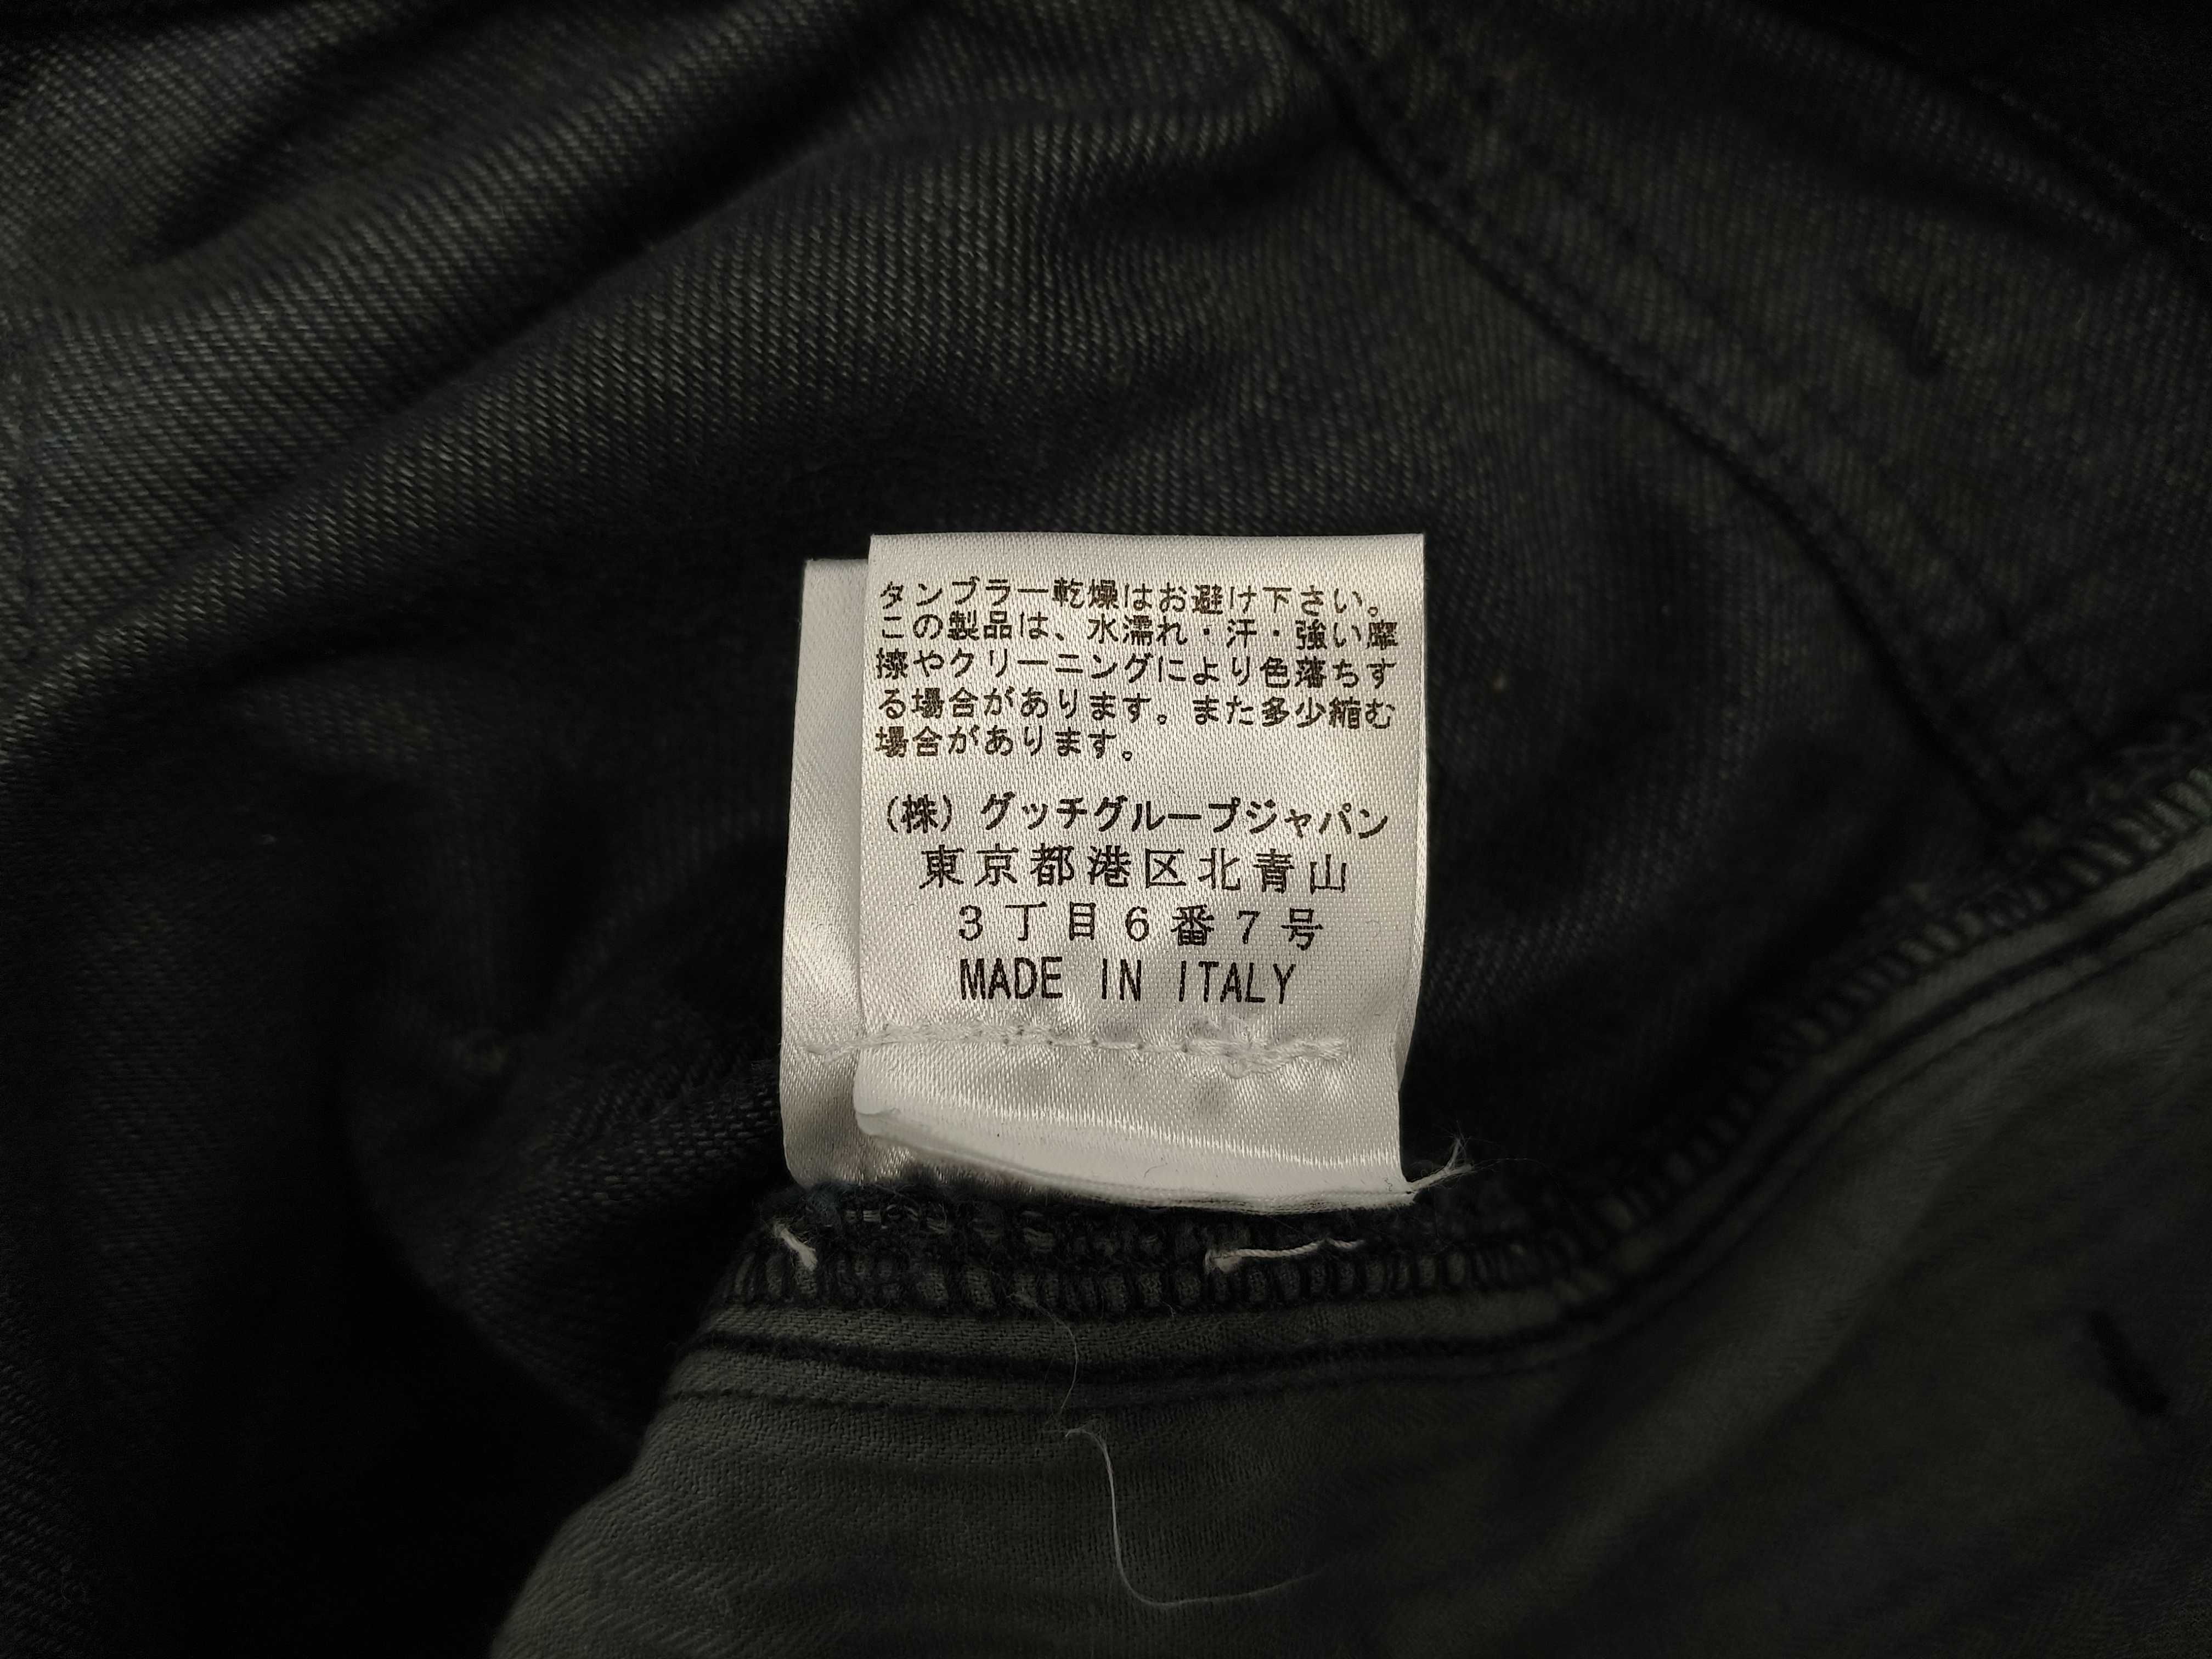 タンブラー乾燥はお避け下さい。
この製品は、水濡れ・汗・強い摩
擦やクリーニングにより色落ちす
る場合があります。また多少縮む
場合があります。
(株) グッチグループジャパン
東京都港区北青山
3丁目6番7号
MADE IN ITALY